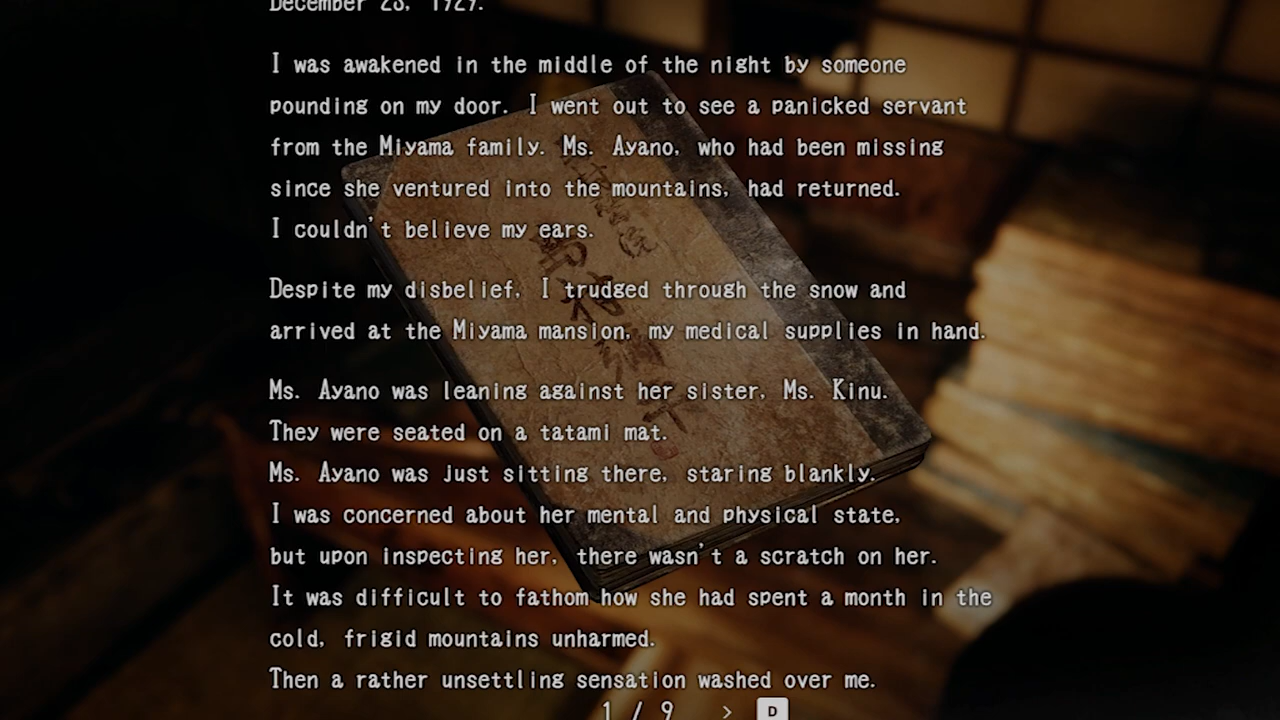 December 23, 1929.
I was awakened in the middle of the night by someone
pounding on my door. I went out to see a panicked servant
from the Miyama family. Ms. Ayano, who had been missing
since she ventured into the mountains, had returned.
I couldn't believe my ears.
Despite my disbelief, I trudged through the snow and
arrived at the Miyama mansion, my medical supplies in hand.
Ms. Ayano was leaning against her sister, Ms. Kinu.
They were seated on a tatami mat.
Ms. Ayano was just sitting there, staring blankly.
I was concerned about her mental and physical state,
but upon inspecting her, there wasn't a scratch on her.
It was difficult to fathom how she had spent a month in the
cold, frigid mountains unharmed.
Then a rather unsettling sensation washed over me.
1 / 9 > D